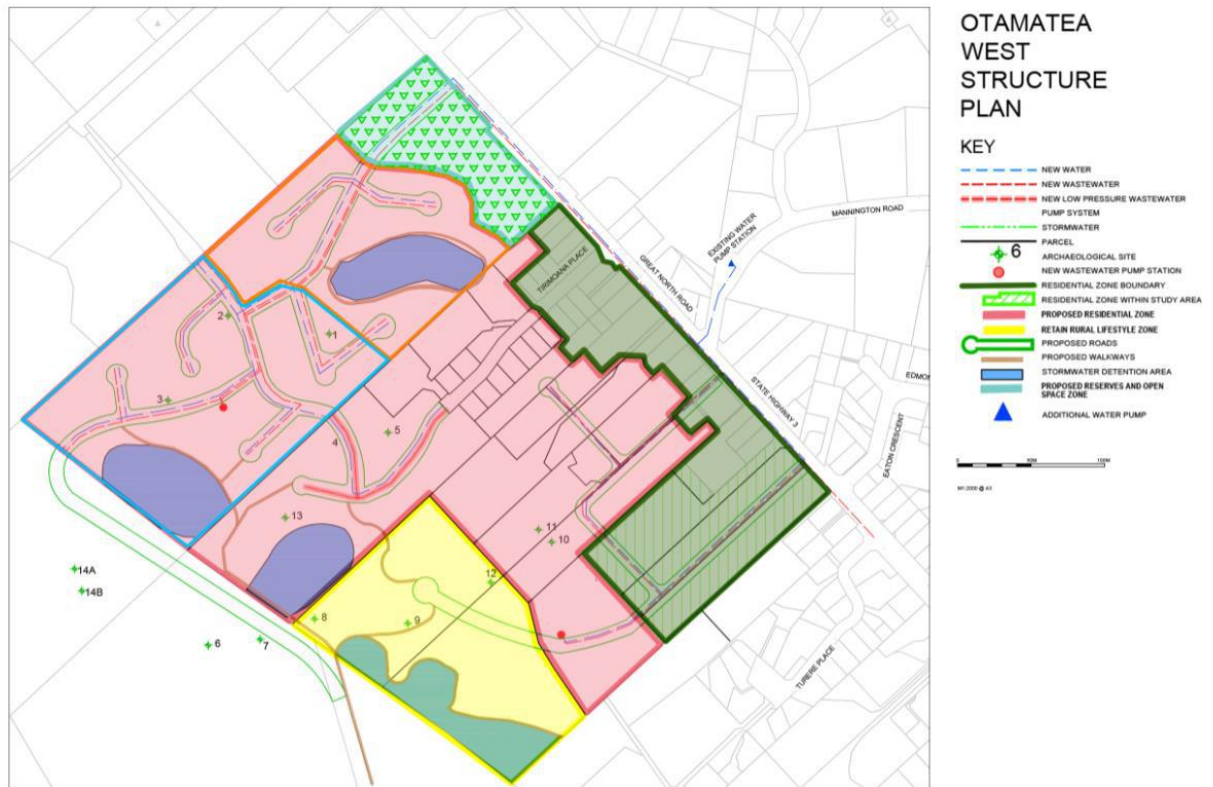 OTAMATEA
WEST
STRUCTURE
PLAN
KEY
NEW WATER
NEW WASTEWATER
NEW LOW PRESSURE WASTEWATER
PUMP SYSTEM
STORMWATER
PARCEL
6
ARCHAEOLOGICAL SITE
NEW WASTEWATER PUMP STATION
RESIDENTIAL ZONE BOUNDARY
RESIDENTIAL ZONE WITHIN STUDY AREA
PROPOSED RESIDENTIAL ZONE
RETAIN RURAL LIFESTYLE ZONE
PROPOSED ROADS
PROPOSED WALKWAYS
STORMWATER DETENTION AREA
PROPOSED RESERVES AND OPEN
SPACE ZONE
ADDITIONAL WATER PUMP
TIRIMOANA PLACE
GREAT NORTH ROAD
EXISTING WATER
PUMP STATION
MANNINGTON ROAD
STATE HIGHWAY 3
EDMON
EATON CRESCENT
TURERE PLACE
1
2
3
4
5
13
11
10
12
8
9
14A
14B
6
7